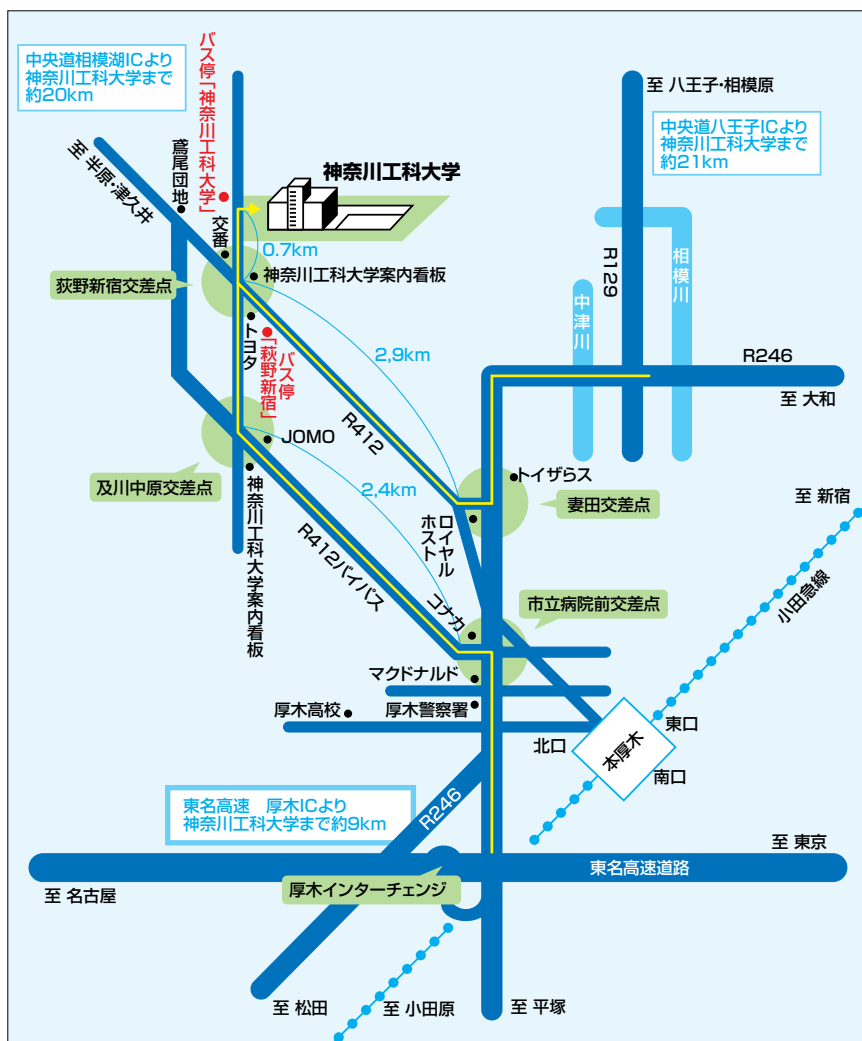 中央道相模湖ICより
神奈川工科大学まで
約20km
バス停「神奈川工科大学」
至 八王子・相模原
中央道八王子ICより
神奈川工科大学まで
約21km
至 半原・津久井
鳶尾団地
神奈川工科大学
交番
0.7km
神奈川工科大学案内看板
荻野新宿交差点
トヨタ
バス停
「萩野新宿」
2,9km
R129
相模川
中津川
R246
至 大和
R412
JOMO
及川中原交差点
神奈川工科大学案内看板
2,4km
トイザらス
妻田交差点
至 新宿
ロイヤル
ホスト
R412バイパス
コナカ
市立病院前交差点
小田急線
マクドナルド
厚木高校
厚木警察署
北口
東口
本厚木
南口
東名高速　厚木ICより
神奈川工科大学まで約9km
R246
至 東京
東名高速道路
至 名古屋
厚木インターチェンジ
至 松田
至 小田原
至 平塚